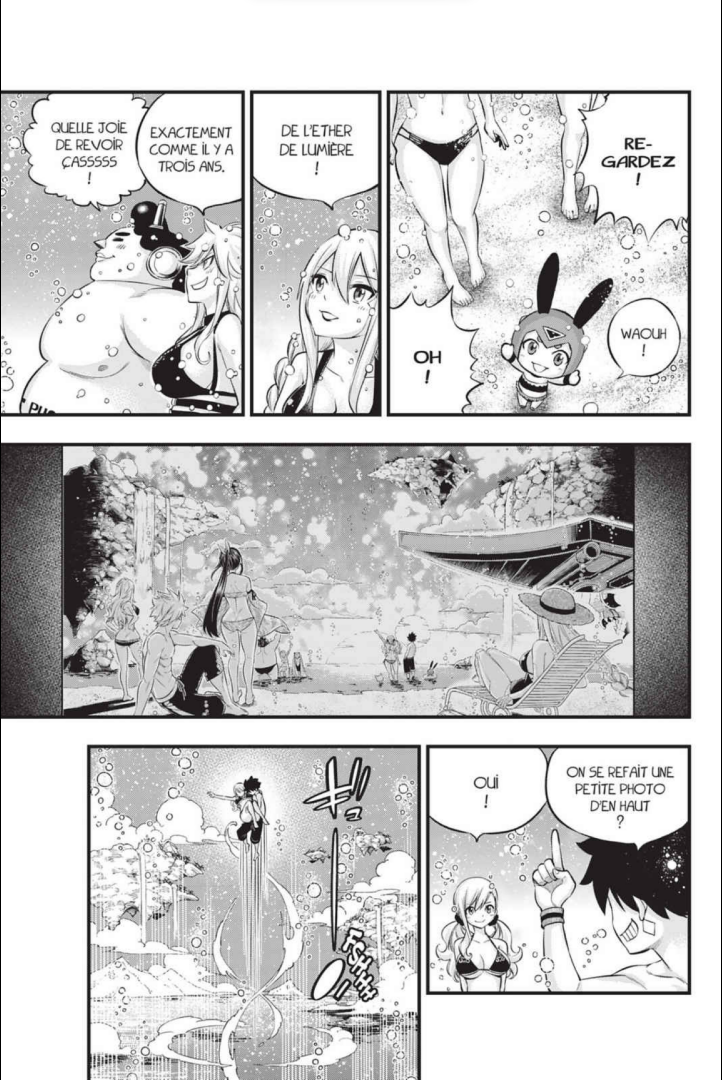 RE-
GARDEZ
!
WAOUH
!
OH
!
DE L'ETHER
DE LUMIÈRE
!
EXACTEMENT
COMME IL Y A
TROIS ANS.
QUELLE JOIE
DE REVOIR
ÇASSSSS
!
ON SE REFAIT UNE
PETITE PHOTO
D'EN HAUT
?
OUI
!